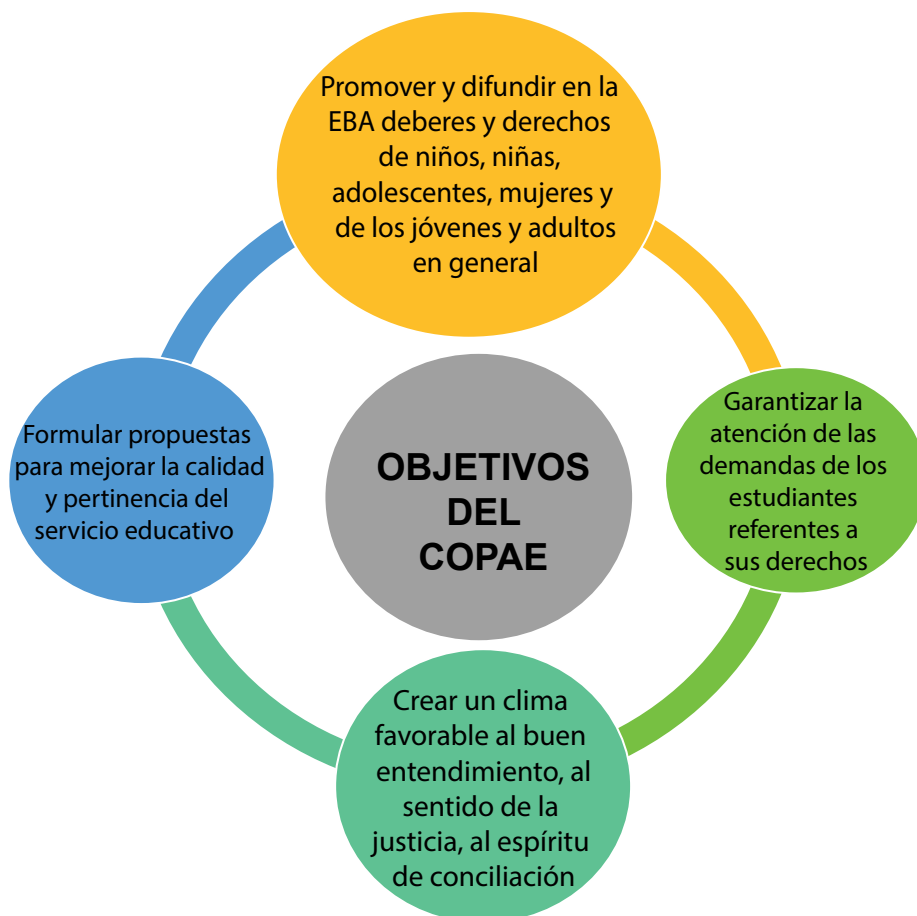 Promover y difundir en la
EBA deberes y derechos
de niños, niñas,
adolescentes, mujeres y
de los jóvenes y adultos
en general
Formular propuestas
para mejorar la calidad
y pertinencia del
servicio educativo
OBJETIVOS
DEL
COPAE
Garantizar la
atención de las
demandas de los
estudiantes
referentes a
sus derechos
Crear un clima
favorable al buen
entendimiento, al
sentido de la
justicia, al espíritu
de conciliación